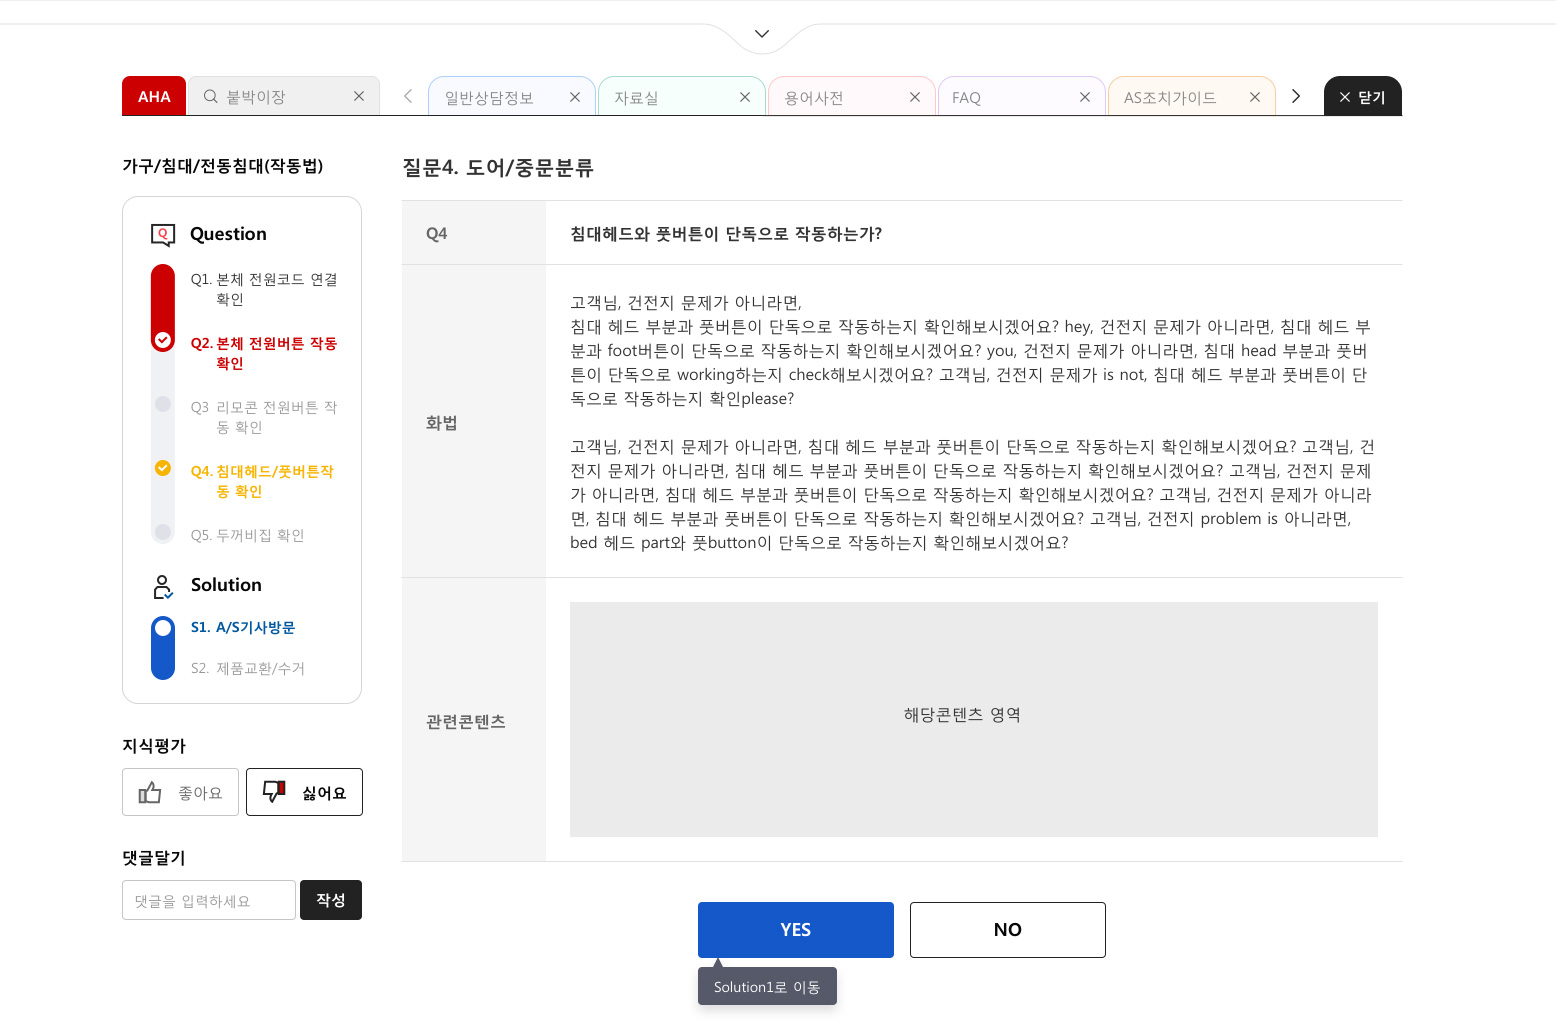 AHA
붙박이장
일반상담정보
자료실
용어사전
FAQ
AS조치가이드
닫기
가구/침대/전동침대(작동법)
Q
Question
Q1. 본체 전원코드 연결
확인
Q2. 본체 전원버튼 작동
확인
Q3 리모콘 전원버튼 작
동 확인
Q4. 침대헤드/풋버튼작
동 확인
Q5. 두꺼비집 확인
Solution
S1. A/S기사방문
S2. 제품교환/수거
지식평가
좋아요
싫어요
댓글달기
댓글을 입력하세요
작성
질문4. 도어/중문분류
Q4
침대헤드와 풋버튼이 단독으로 작동하는가?
화법
고객님, 건전지 문제가 아니라면,
침대 헤드 부분과 풋버튼이 단독으로 작동하는지 확인해보시겠어요? hey, 건전지 문제가 아니라면, 침대 헤드 부
분과 foot버튼이 단독으로 작동하는지 확인해보시겠어요? you, 건전지 문제가 아니라면, 침대 head 부분과 풋버
튼이 단독으로 working하는지 check해보시겠어요? 고객님, 건전지 문제가 is not, 침대 헤드 부분과 풋버튼이 단
독으로 작동하는지 확인please?
고객님, 건전지 문제가 아니라면, 침대 헤드 부분과 풋버튼이 단독으로 작동하는지 확인해보시겠어요? 고객님, 건
전지 문제가 아니라면, 침대 헤드 부분과 풋버튼이 단독으로 작동하는지 확인해보시겠어요? 고객님, 건전지 문제
가 아니라면, 침대 헤드 부분과 풋버튼이 단독으로 작동하는지 확인해보시겠어요? 고객님, 건전지 문제가 아니라
면, 침대 헤드 부분과 풋버튼이 단독으로 작동하는지 확인해보시겠어요? 고객님, 건전지 problem is 아니라면,
bed 헤드 part와 풋button이 단독으로 작동하는지 확인해보시겠어요?
관련콘텐츠
해당콘텐츠 영역
YES
NO
Solution1로 이동